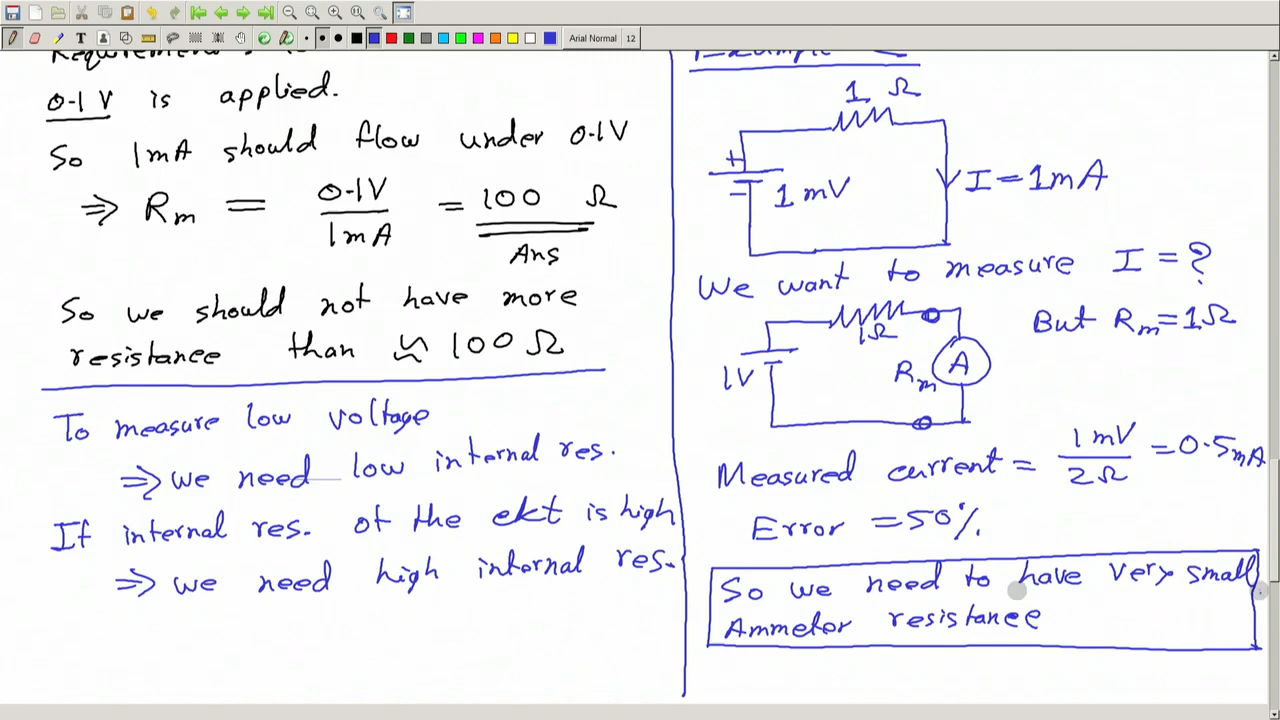 Arial Normal 12
0.1V is applied.
So 1mA should flow under 0.1V
⇒ Rm = 0.1V / 1mA = 100 Ω
Ans
So we should not have more
resistance than ≈ 100Ω
To measure low voltage
⇒ we need low internal res.
If internal res. of the ckt is high
⇒ we need high internal res.
1 Ω
+
-
1 mV
I = 1mA
We want to measure I = ?
1Ω
But Rm = 1Ω
1V
Rm
A
Measured current = 1 mV / 2 Ω = 0.5mA
Error = 50%
So we need to have very small
Ammeter resistance